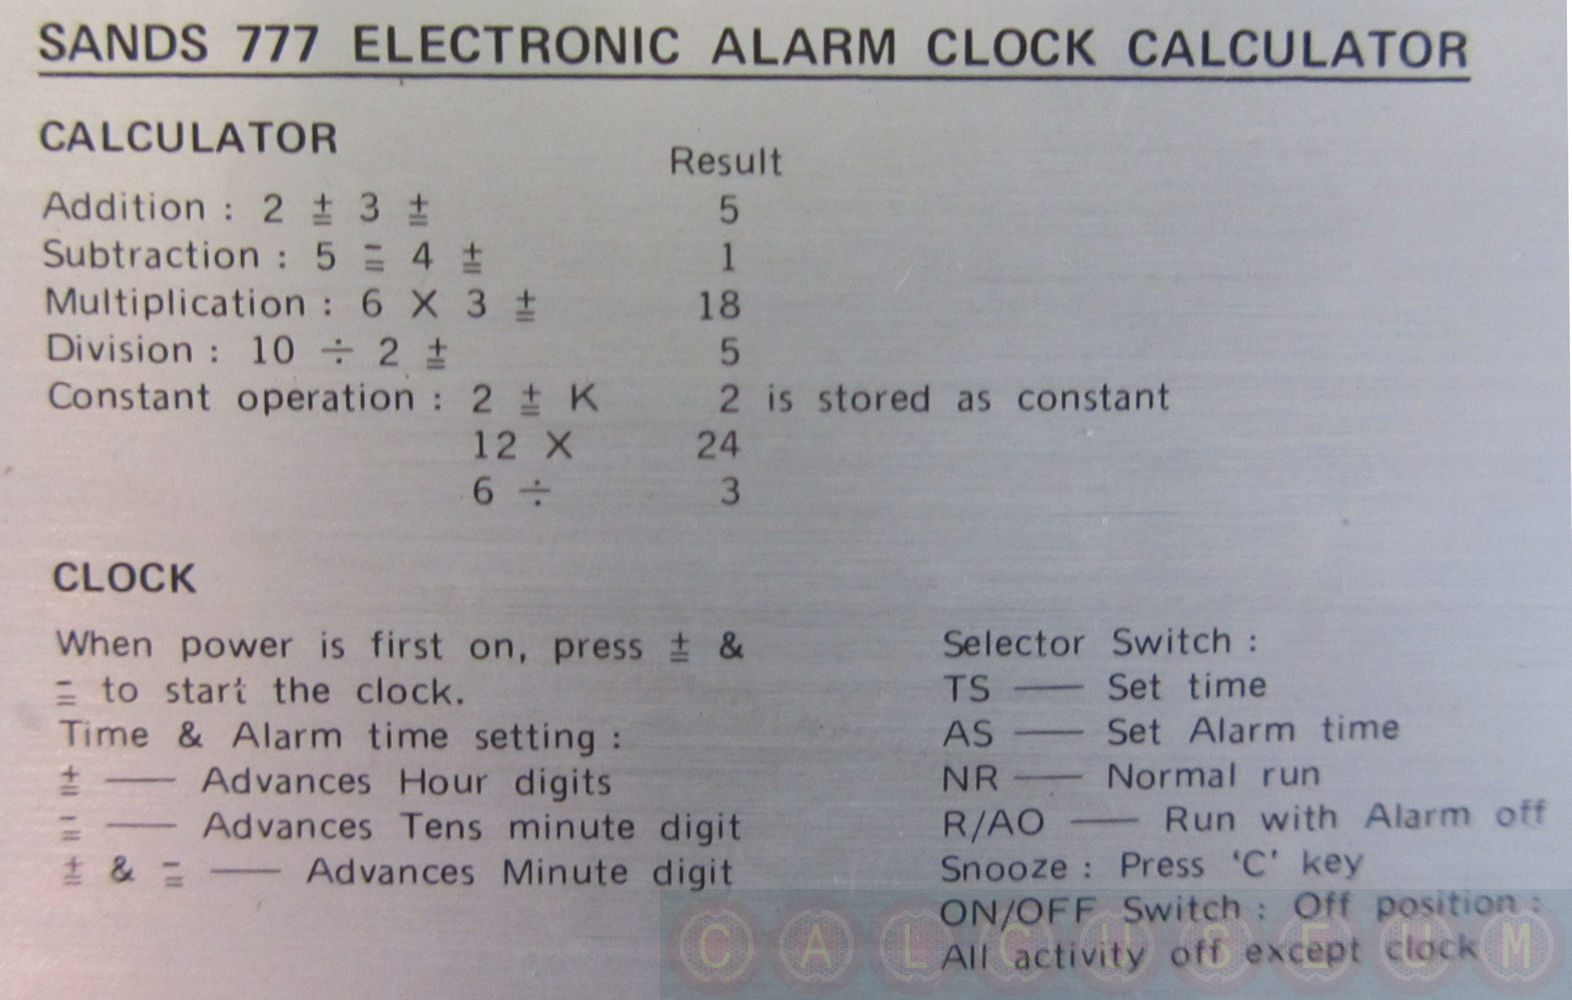 SANDS 777 ELECTRONIC ALARM CLOCK CALCULATOR
CALCULATOR
Result
Addition : 2 ± 3 ± 5
Subtraction : 5 = 4 ± 1
Multiplication : 6 X 3 ± 18
Division : 10 ÷ 2 ± 5
Constant operation : 2 ± K 2 is stored as constant
12 X 24
6 ÷ 3
CLOCK
When power is first on, press ± &
= to start the clock.
Time & Alarm time setting :
± — Advances Hour digits
= — Advances Tens minute digit
± & = — Advances Minute digit
Selector Switch :
TS — Set time
AS — Set Alarm time
NR — Normal run
R/AO — Run with Alarm off
Snooze : Press 'C' key
ON/OFF Switch : Off position :
All activity off except clock
CALCUSEUM